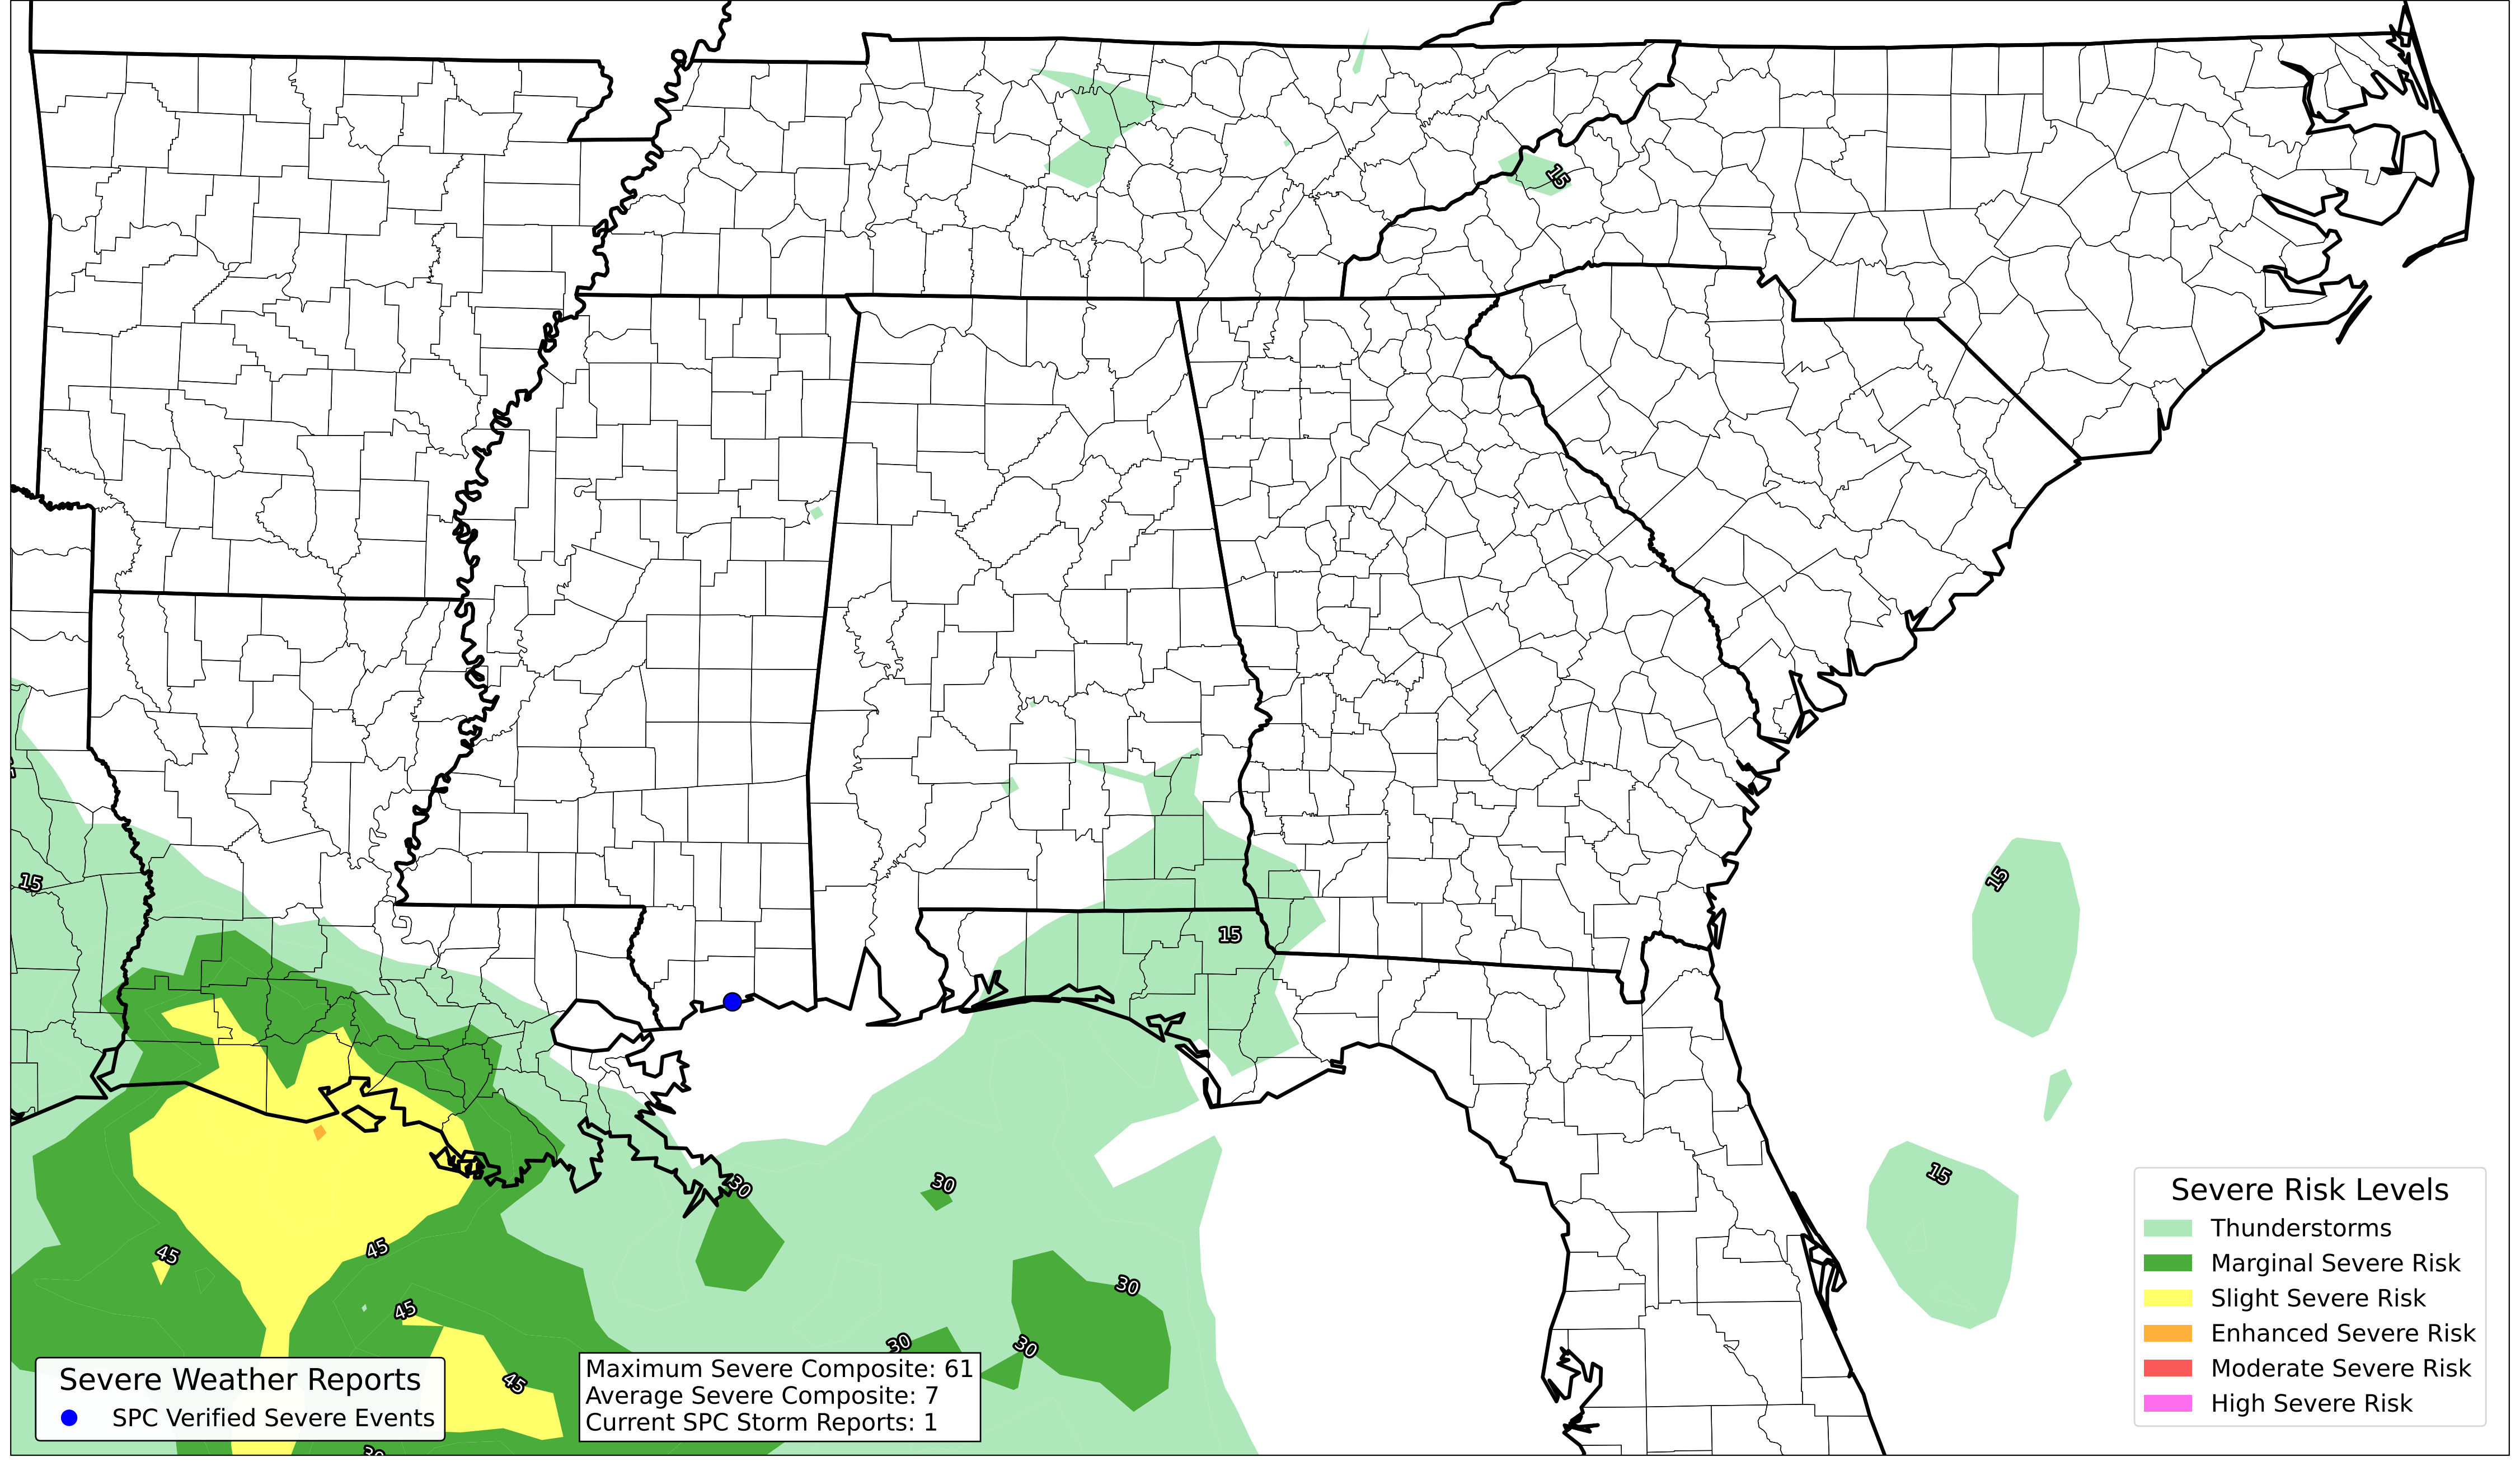 15
15
15
15
15
30
30
45
45
30
45
30
30
45
Severe Risk Levels
Thunderstorms
Marginal Severe Risk
Slight Severe Risk
Enhanced Severe Risk
Moderate Severe Risk
High Severe Risk
Severe Weather Reports
SPC Verified Severe Events
Maximum Severe Composite: 61
Average Severe Composite: 7
Current SPC Storm Reports: 1